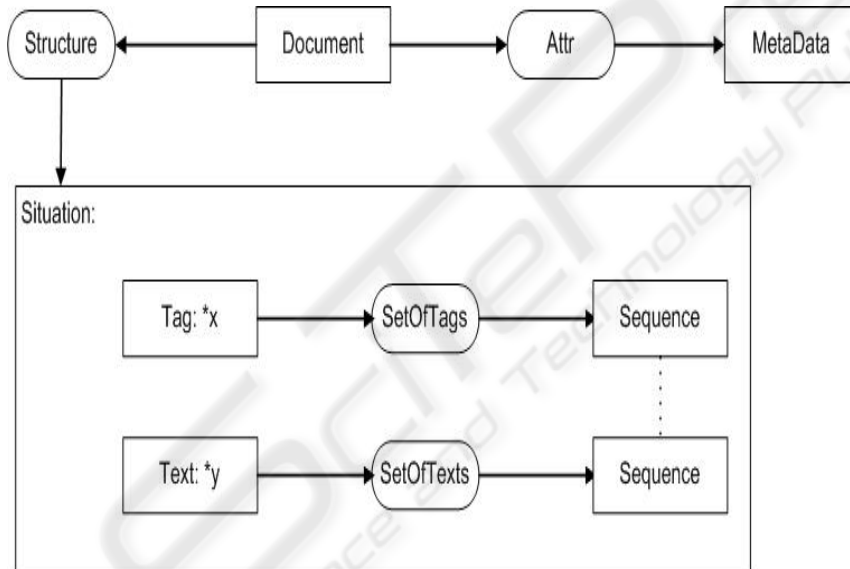 Structure
Document
Attr
MetaData
Situation:
Tag: *x
SetOfTags
Sequence
Text: *y
SetOfTexts
Sequence